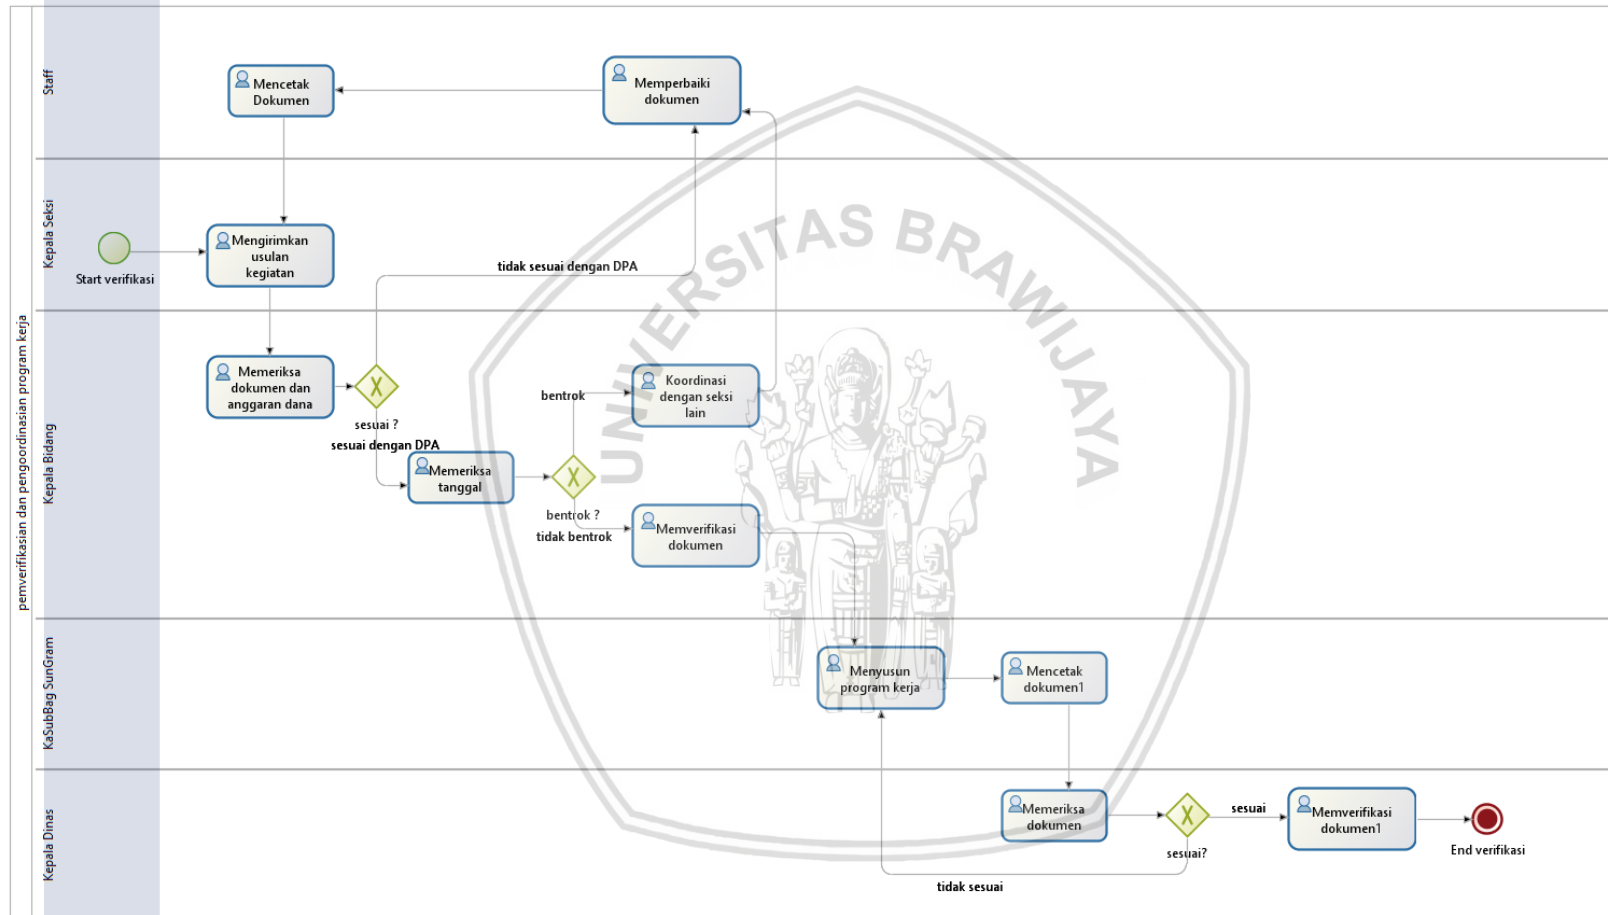 pemverifikasian dan pengoordinasian program kerja
Staff
Mencetak
Dokumen
Memperbaiki
dokumen
Kepala Seksi
Start verifikasi
Mengirimkan
usulan
kegiatan
tidak sesuai dengan DPA
UNIVERSITAS BRAWIJAYA
Kepala Bidang
Memeriksa
dokumen dan
anggaran dana
sesuai ?
sesuai dengan DPA
Memeriksa
tanggal
bentrok
bentrok ?
tidak bentrok
Koordinasi
dengan seksi
lain
Memverifikasi
dokumen
KaSubBag SunGram
Menyusun
program kerja
Mencetak
dokumen1
Kepala Dinas
Memeriksa
dokumen
sesuai?
sesuai
tidak sesuai
Memverifikasi
dokumen1
End verifikasi